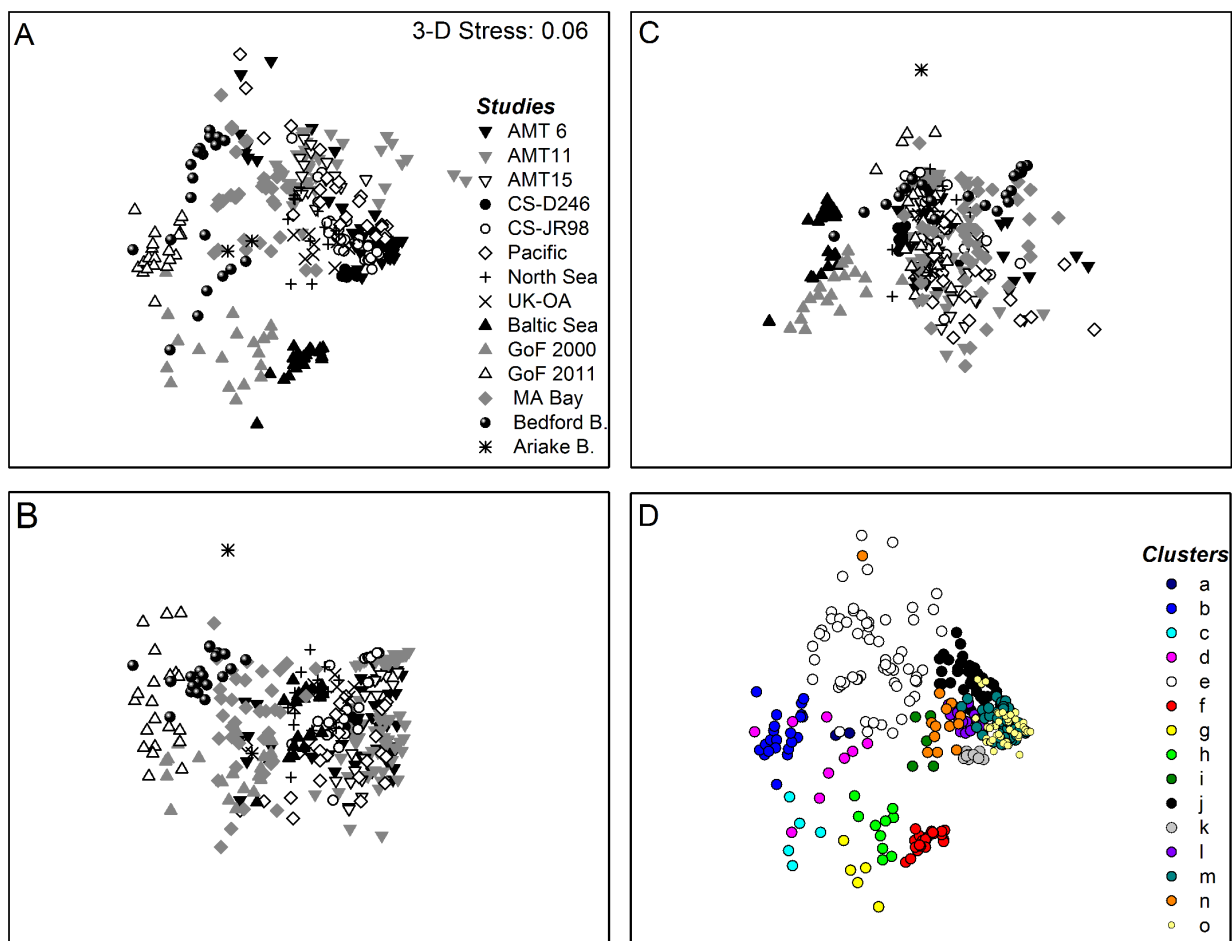 A
3-D Stress: 0.06
Studies
AMT 6
AMT11
AMT15
CS-D246
CS-JR98
Pacific
North Sea
UK-OA
Baltic Sea
GoF 2000
GoF 2011
MA Bay
Bedford B.
Ariake B.
C
B
D
Clusters
a
b
c
d
e
f
g
h
i
j
k
l
m
n
o